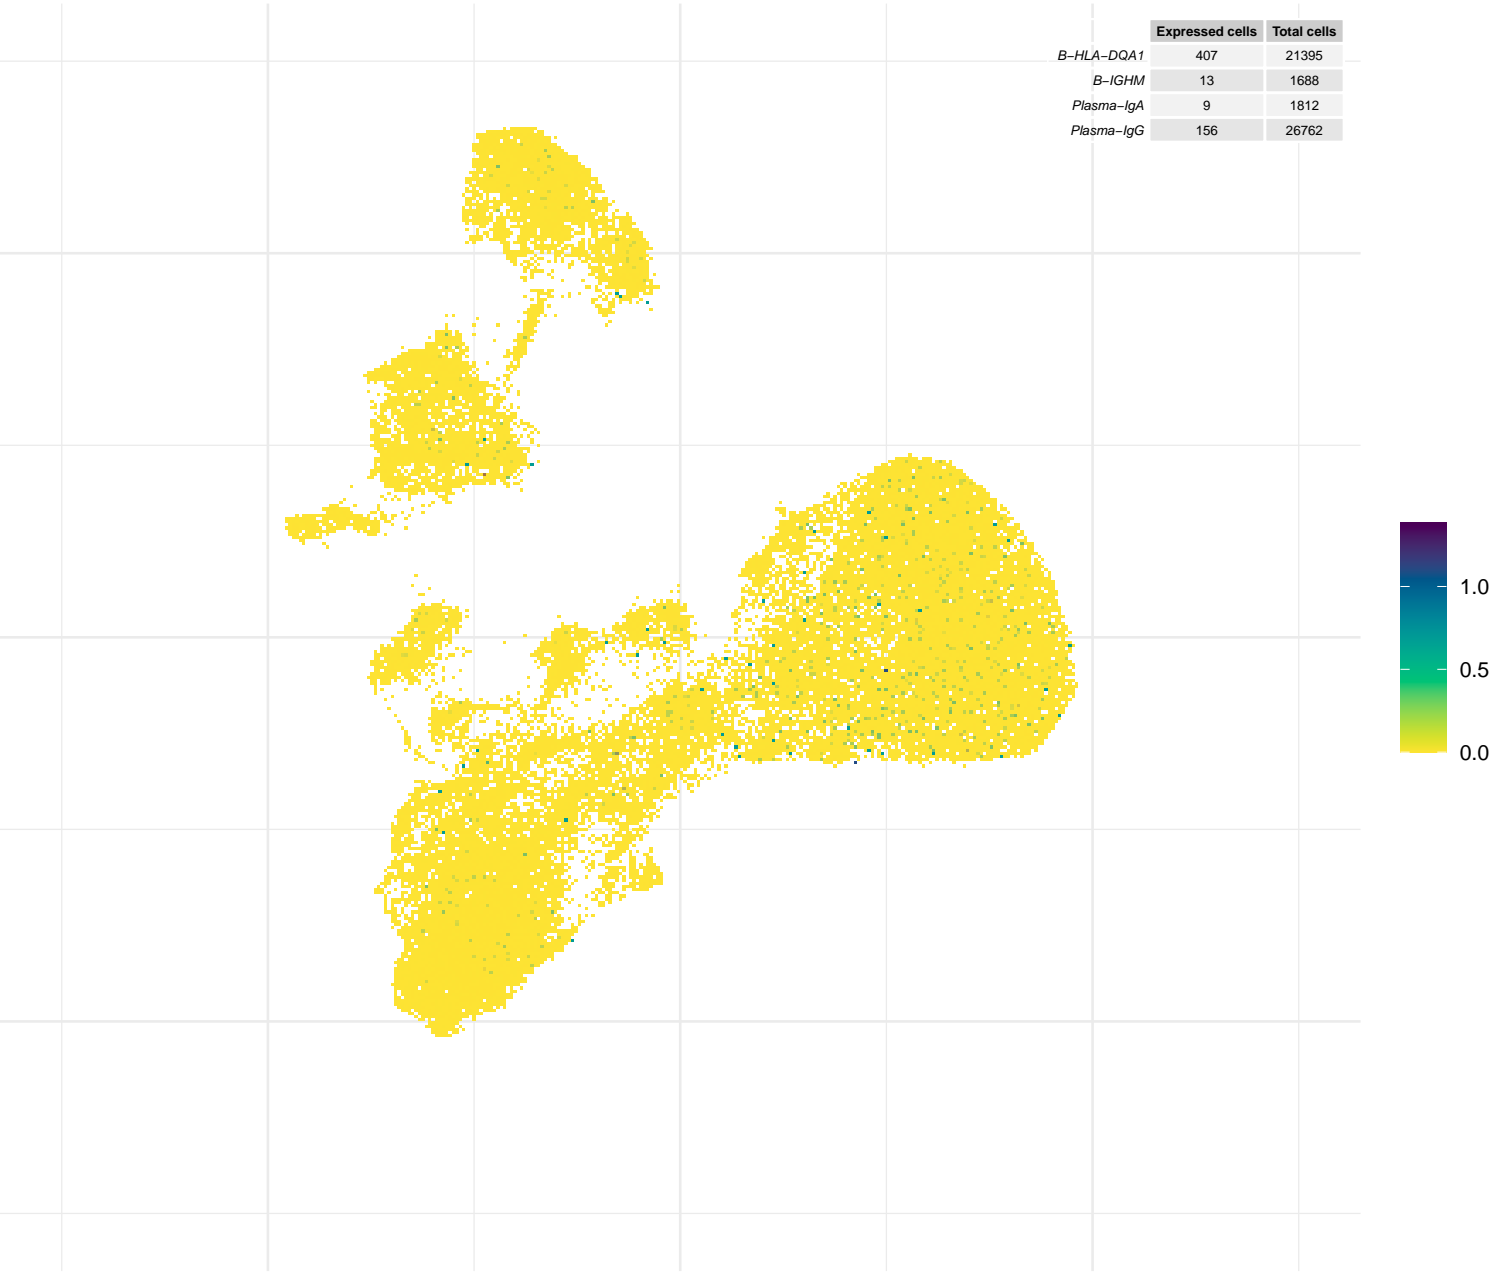 Expressed cells Total cells
B−HLA−DQA1 407 21395
B−IGHM 13 1688
Plasma−IgA 9 1812
Plasma−IgG 156 26762
1.0
0.5
0.0